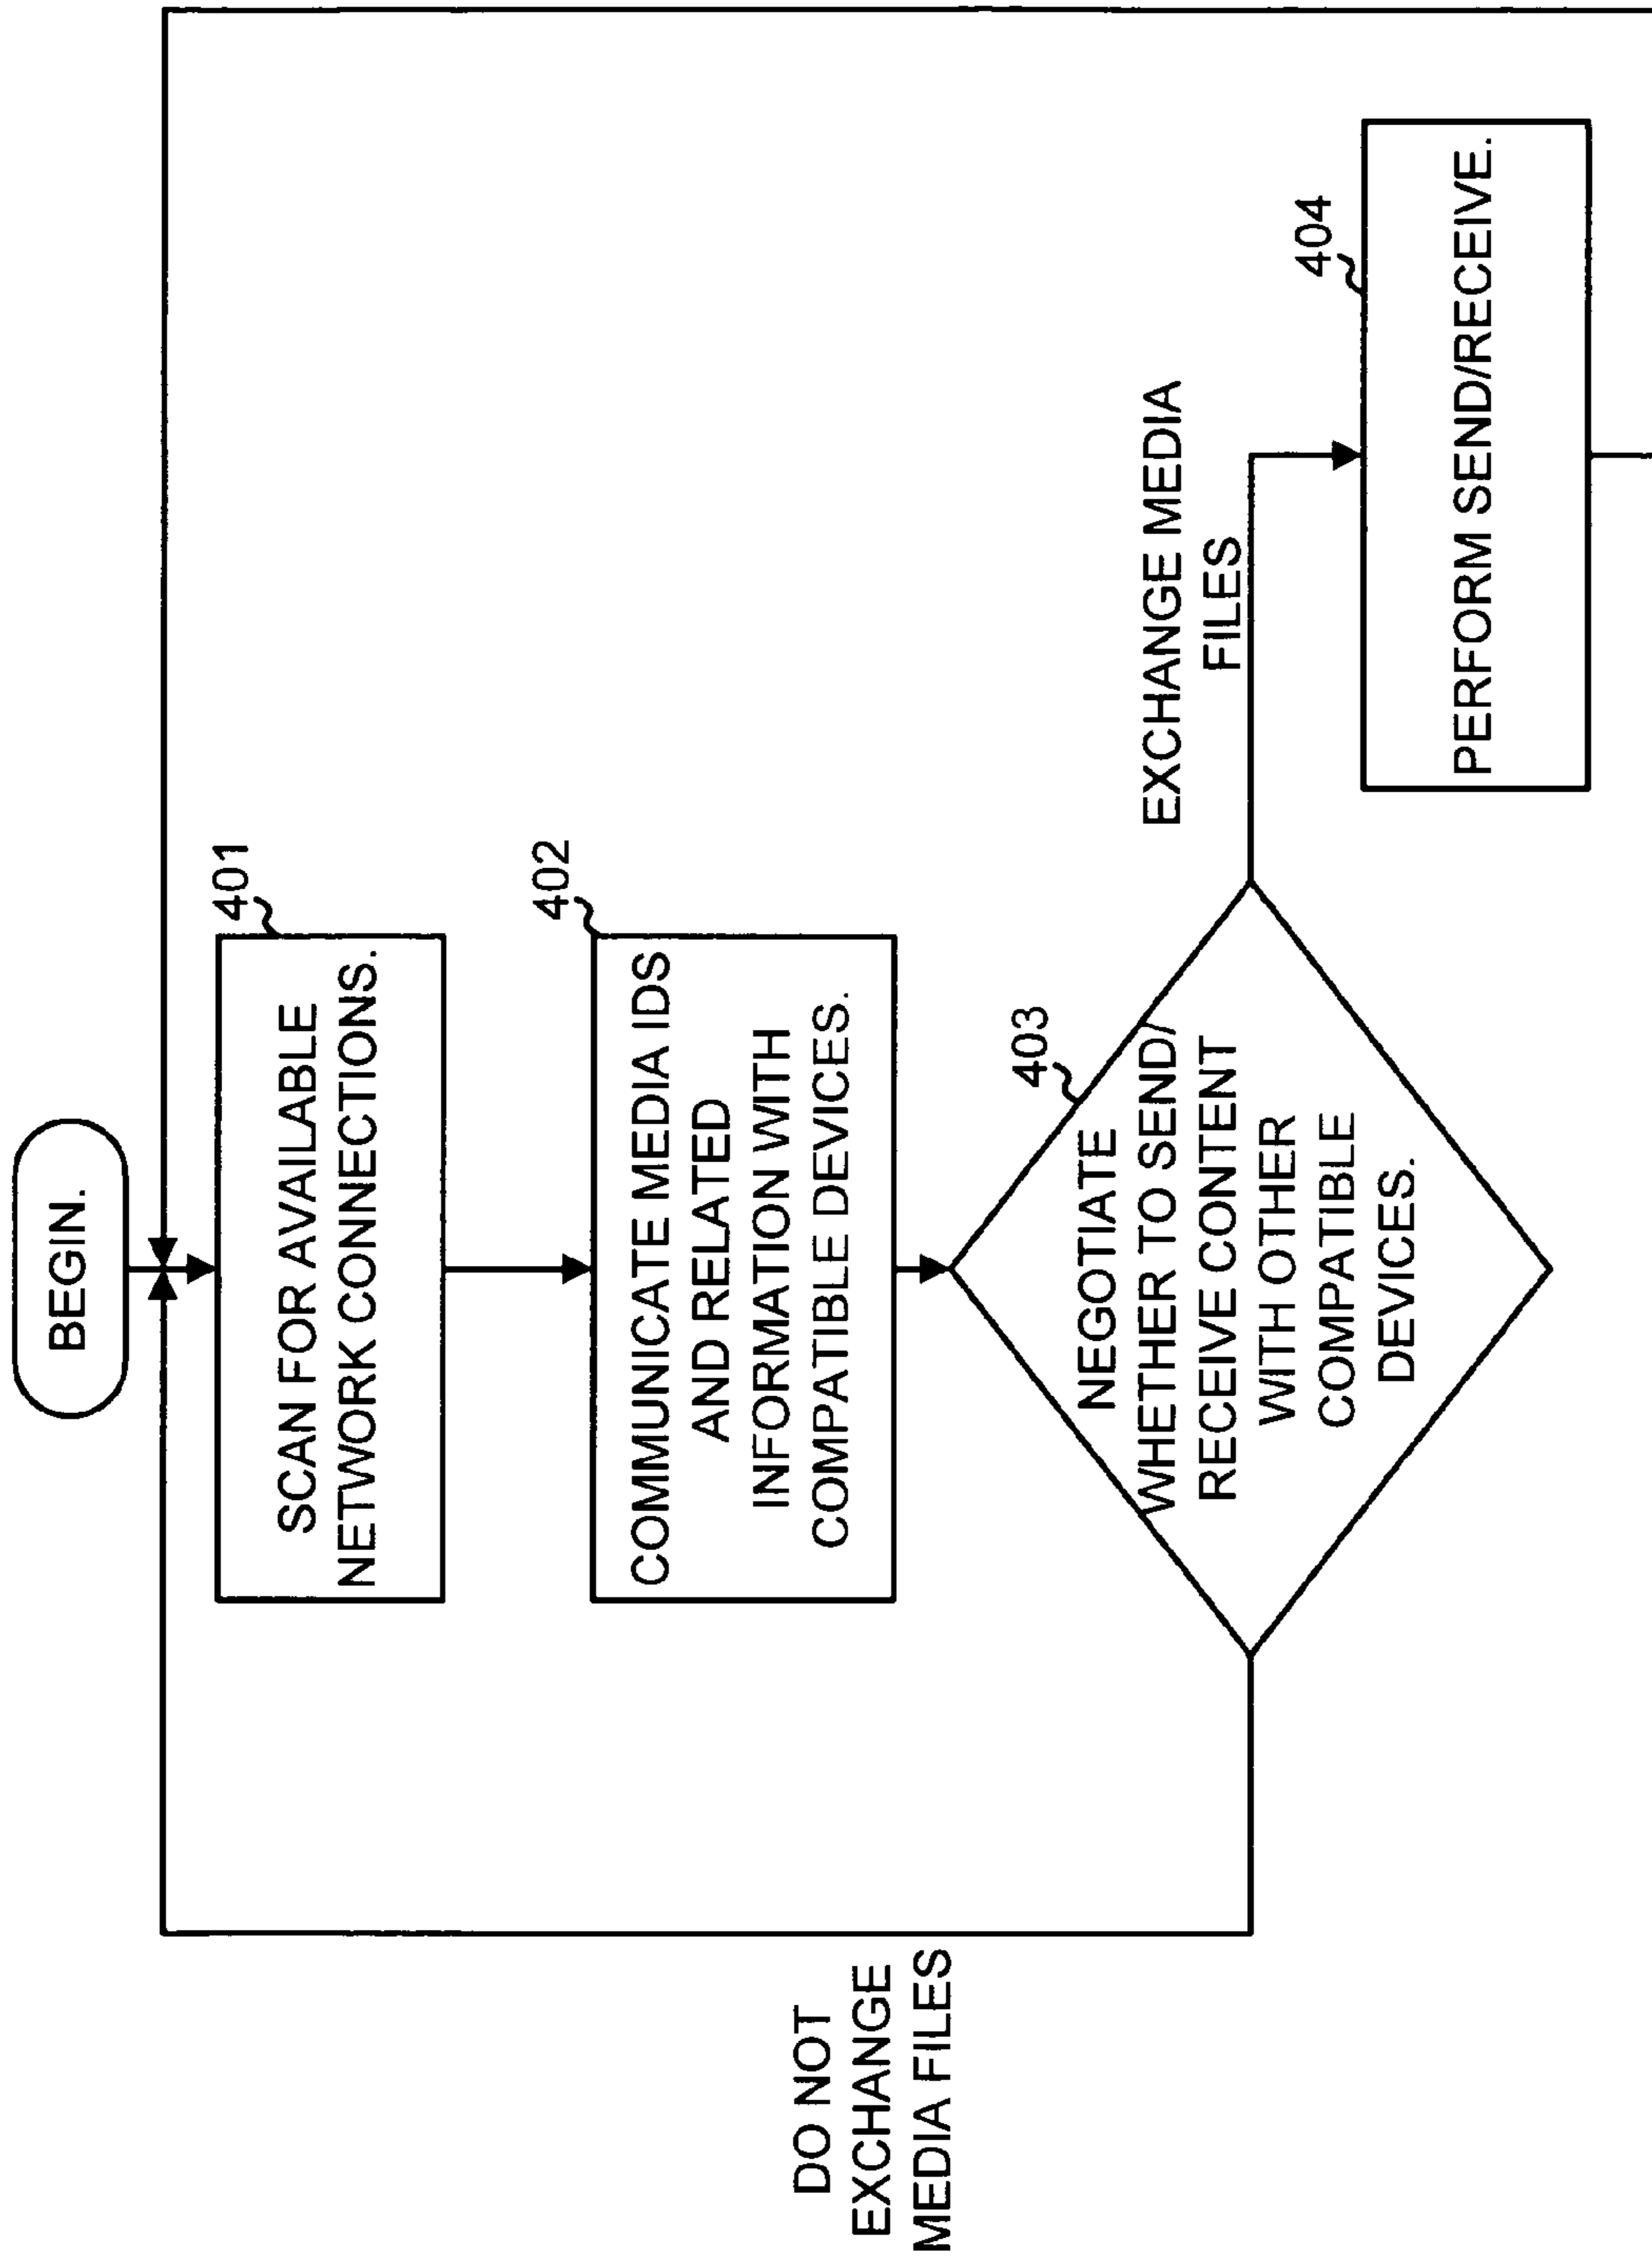 BEGIN.
401
SCAN FOR AVAILABLE
NETWORK CONNECTIONS.
402
COMMUNICATE MEDIA IDS
AND RELATED
INFORMATION WITH
COMPATIBLE DEVICES.
403
NEGOTIATE
WHETHER TO SEND/
RECEIVE CONTENT
WITH OTHER
COMPATIBLE
DEVICES.
DO NOT
EXCHANGE
MEDIA FILES
EXCHANGE MEDIA
FILES
404
PERFORM SEND/RECEIVE.